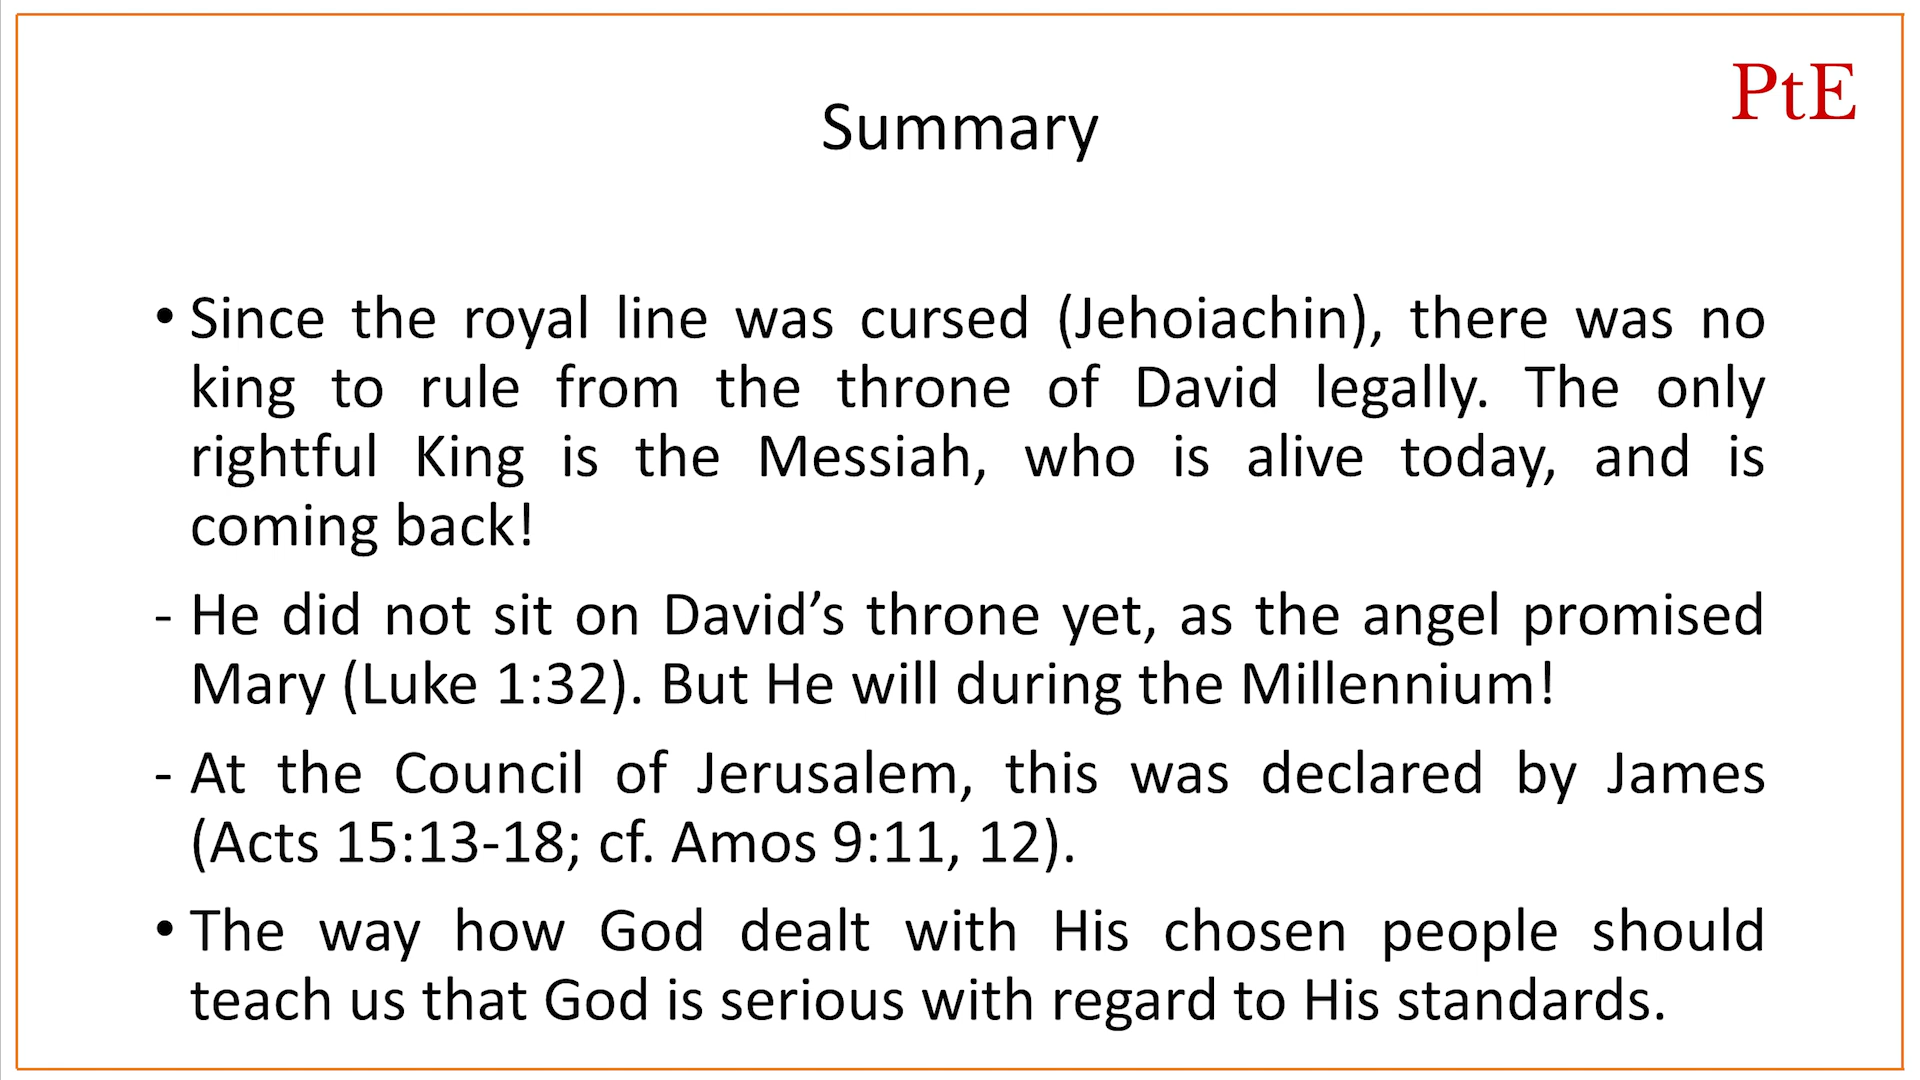 PtE
Summary
• Since the royal line was cursed (Jehoiachin), there was no
king to rule from the throne of David legally. The only
rightful King is the Messiah, who is alive today, and is
coming back!
- He did not sit on David’s throne yet, as the angel promised
Mary (Luke 1:32). But He will during the Millennium!
- At the Council of Jerusalem, this was declared by James
(Acts 15:13-18; cf. Amos 9:11, 12).
• The way how God dealt with His chosen people should
teach us that God is serious with regard to His standards.